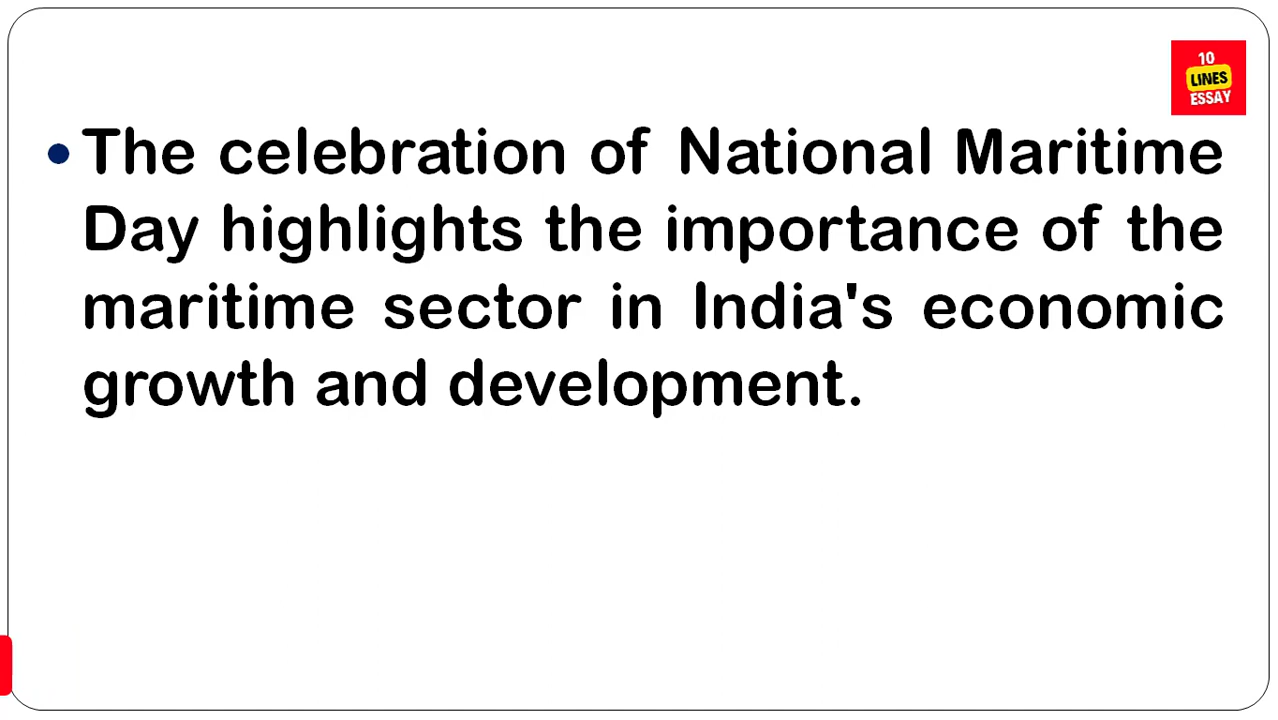 10
LINES
ESSAY
• The celebration of National Maritime
Day highlights the importance of the
maritime sector in India's economic
growth and development.